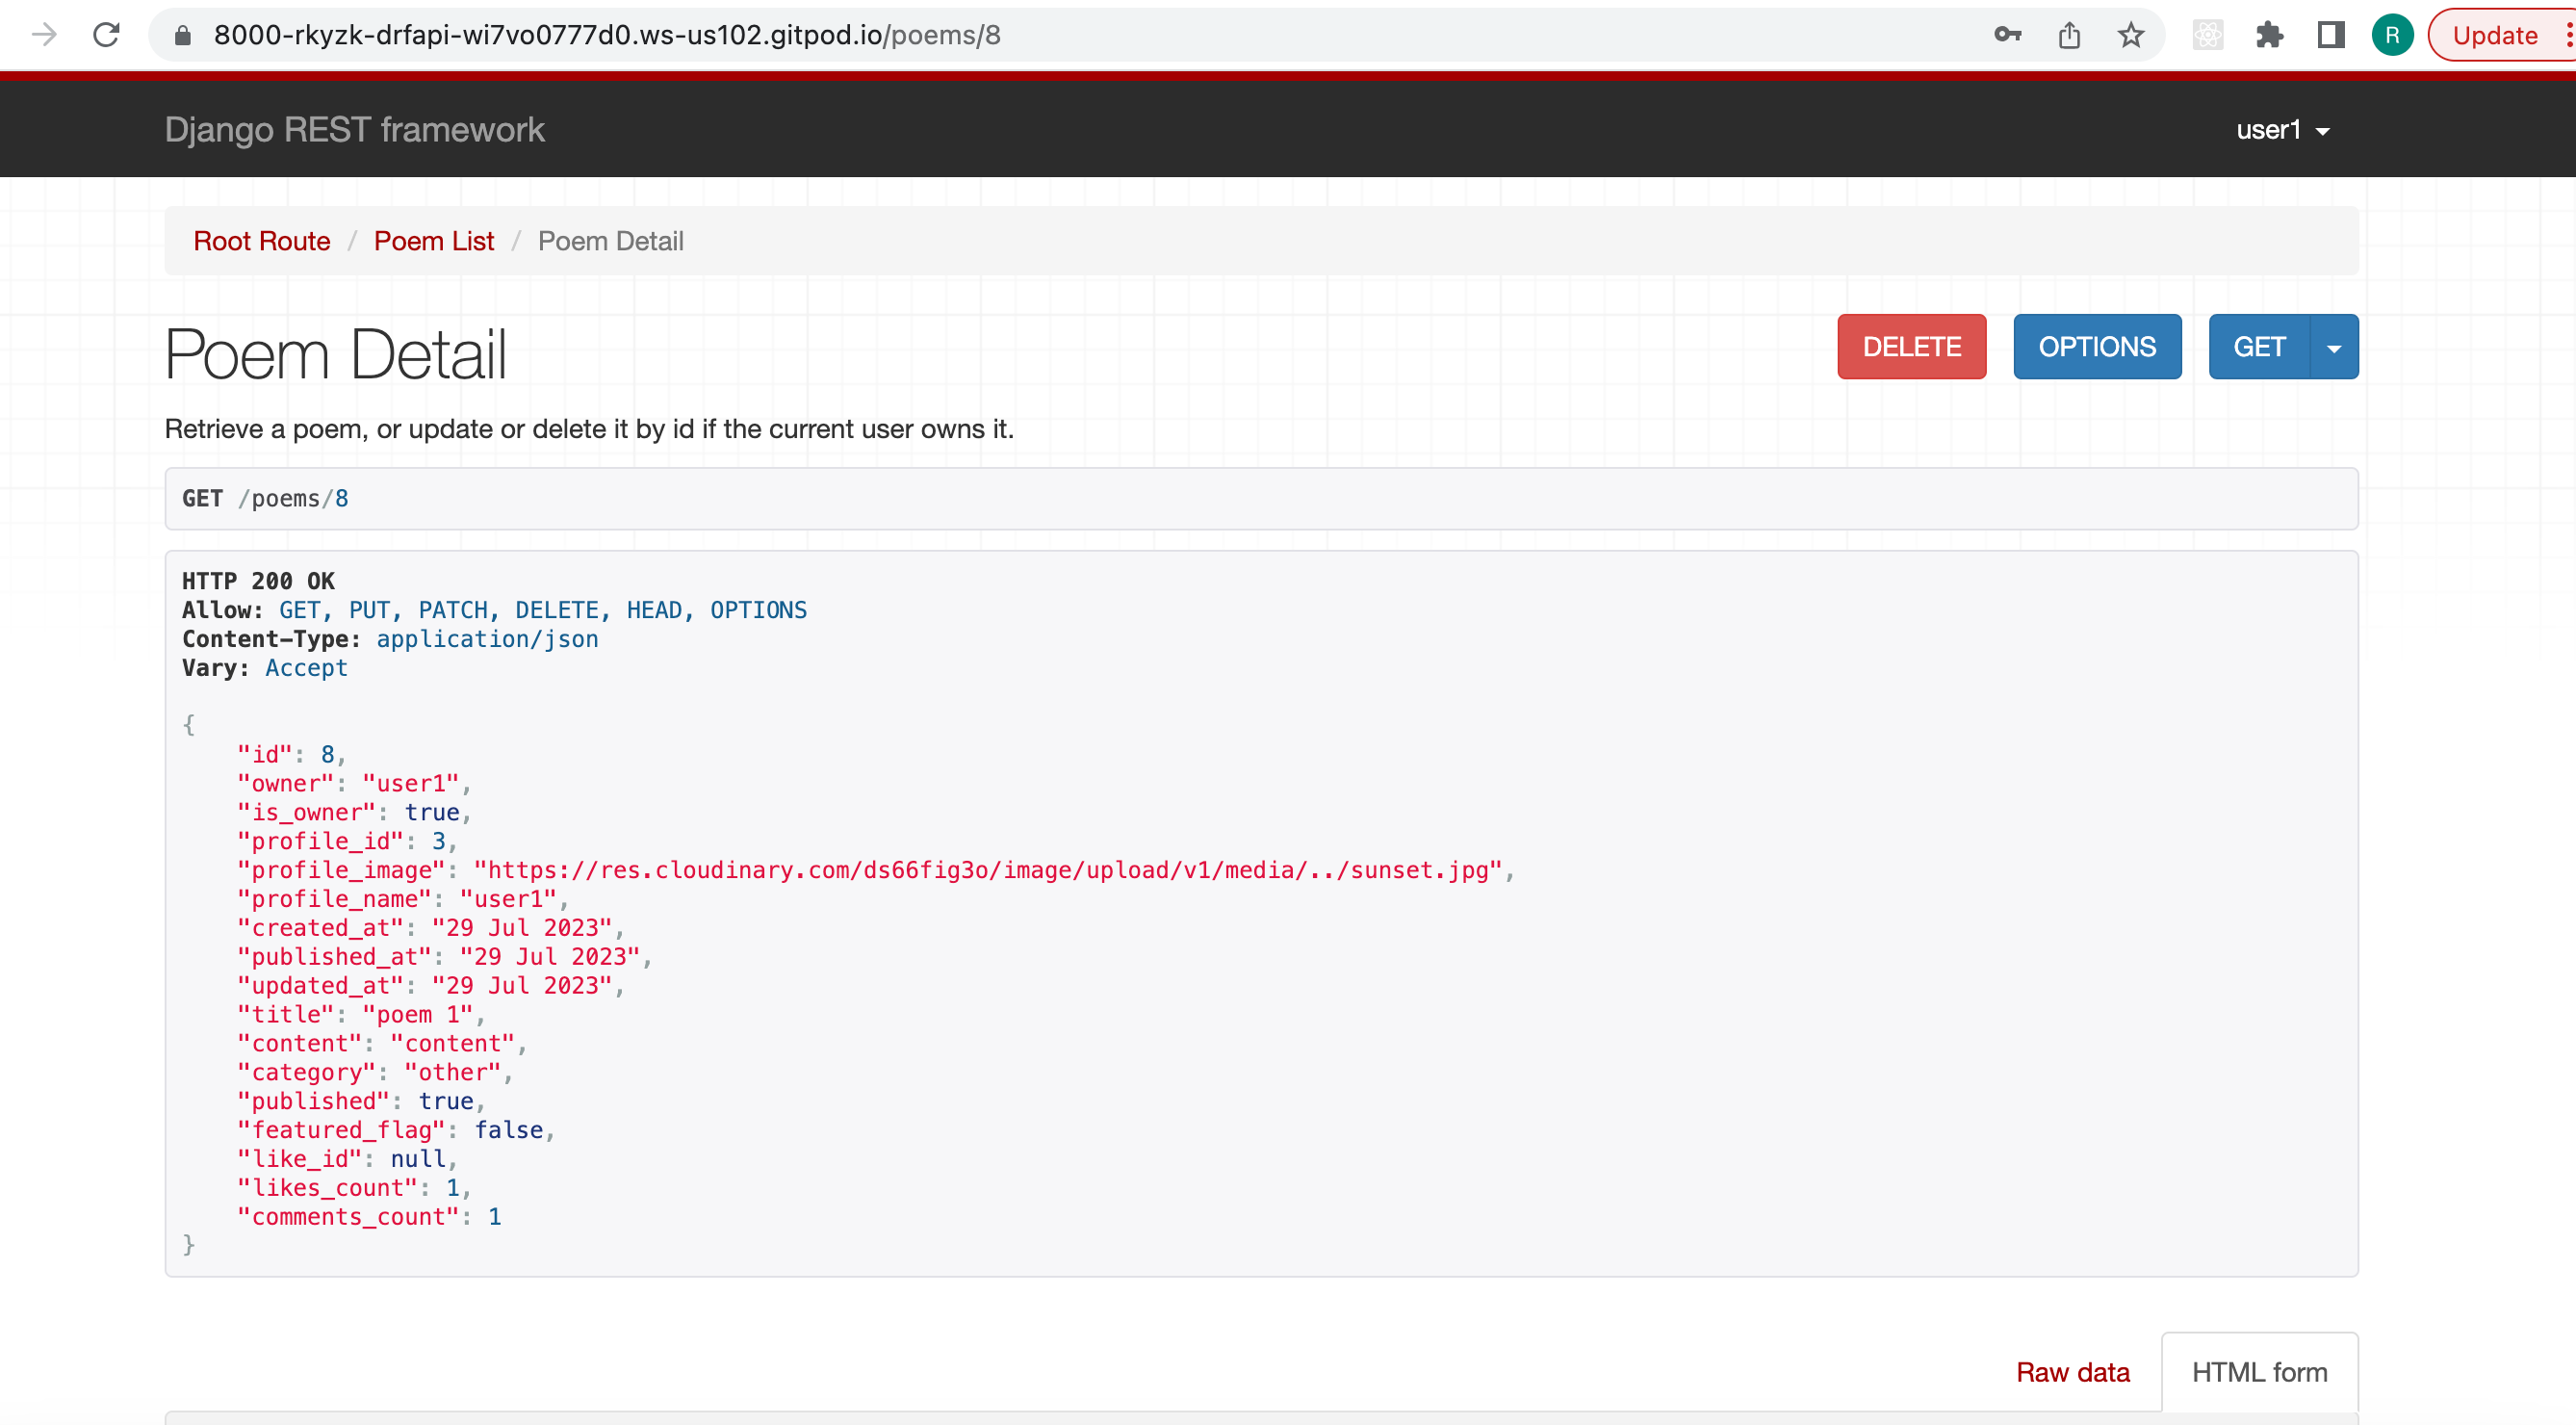 8000-rkyzk-drfapi-wi7vo0777d0.ws-us102.gitpod.io/poems/8
R
Update
Django REST framework
user1
Root Route / Poem List / Poem Detail
Poem Detail
DELETE
OPTIONS
GET
Retrieve a poem, or update or delete it by id if the current user owns it.
GET /poems/8
HTTP 200 OK
Allow: GET, PUT, PATCH, DELETE, HEAD, OPTIONS
Content-Type: application/json
Vary: Accept
{
"id": 8,
"owner": "user1",
"is_owner": true,
"profile_id": 3,
"profile_image": "https://res.cloudinary.com/ds66fig3o/image/upload/v1/media/../sunset.jpg",
"profile_name": "user1",
"created_at": "29 Jul 2023",
"published_at": "29 Jul 2023",
"updated_at": "29 Jul 2023",
"title": "poem 1",
"content": "content",
"category": "other",
"published": true,
"featured_flag": false,
"like_id": null,
"likes_count": 1,
"comments_count": 1
}
Raw data
HTML form